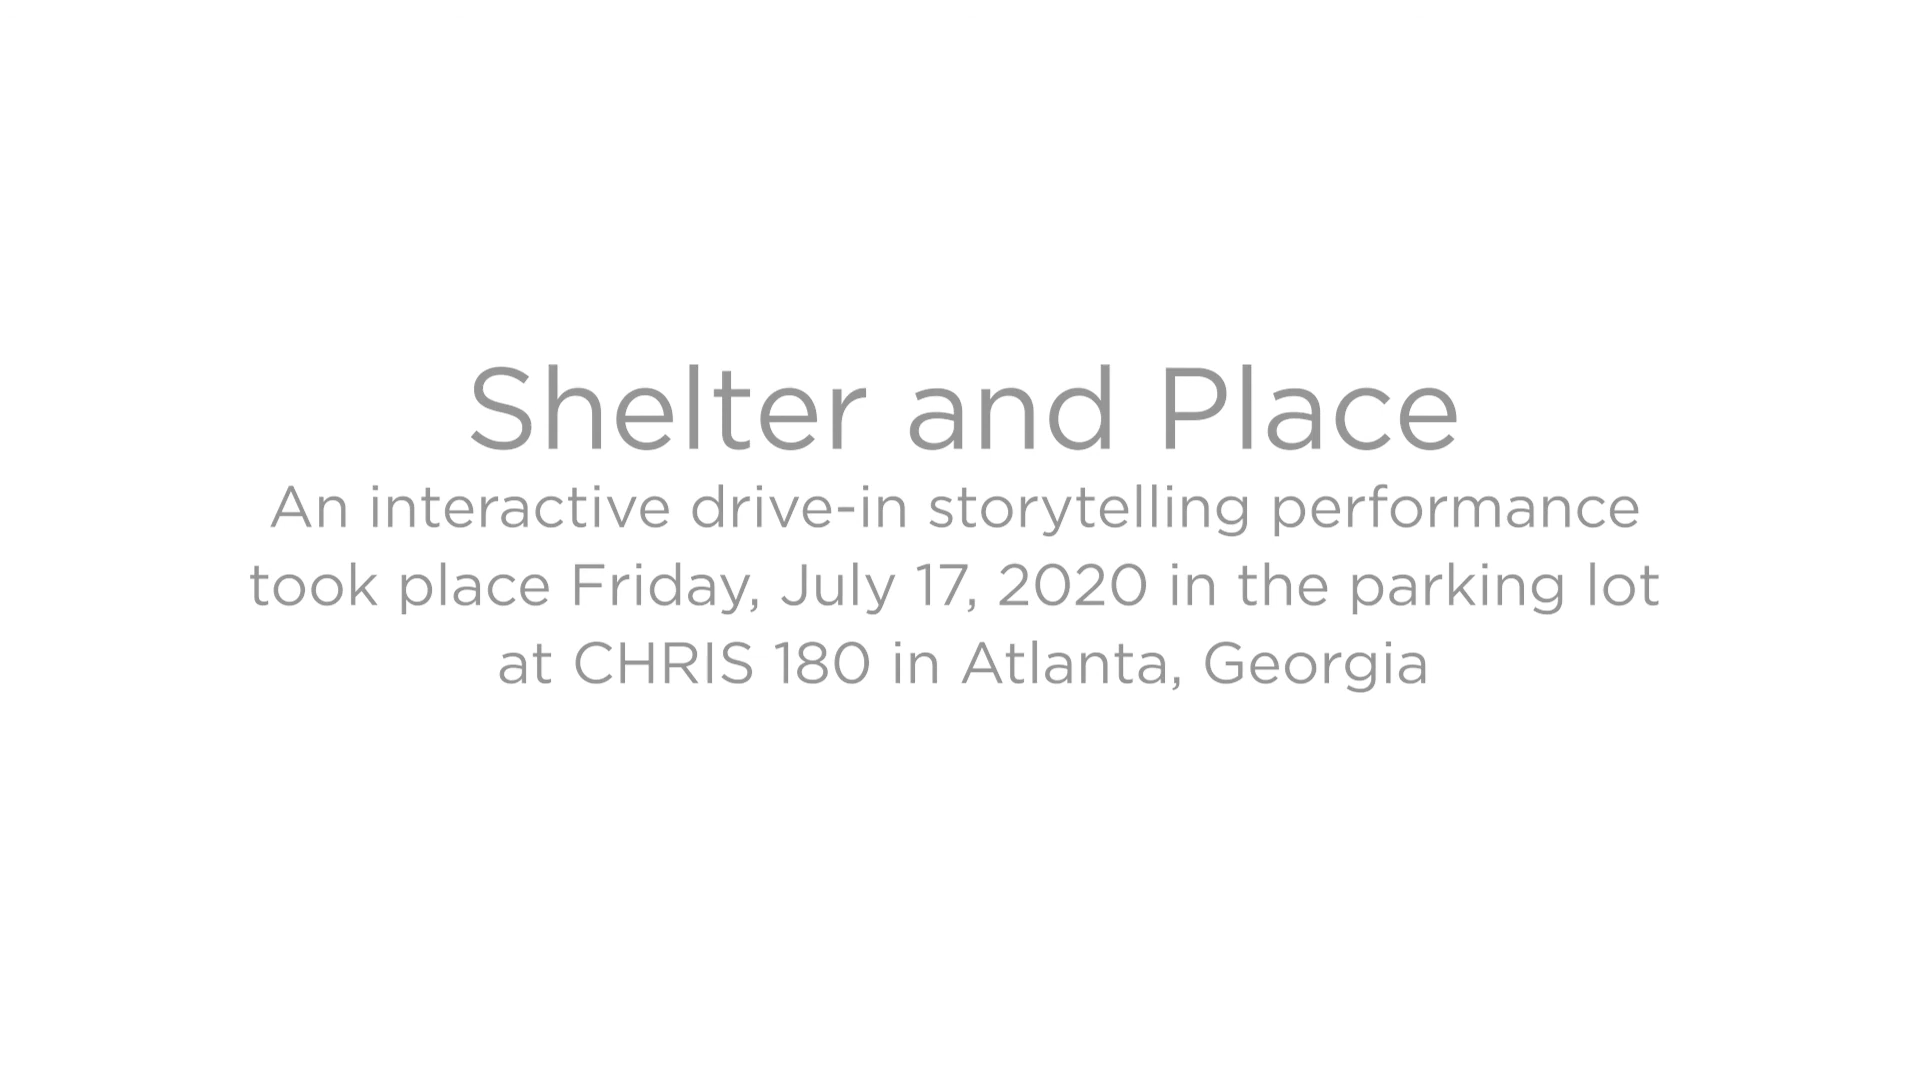 Shelter and Place
An interactive drive-in storytelling performance
took place Friday, July 17, 2020 in the parking lot
at CHRIS 180 in Atlanta, Georgia